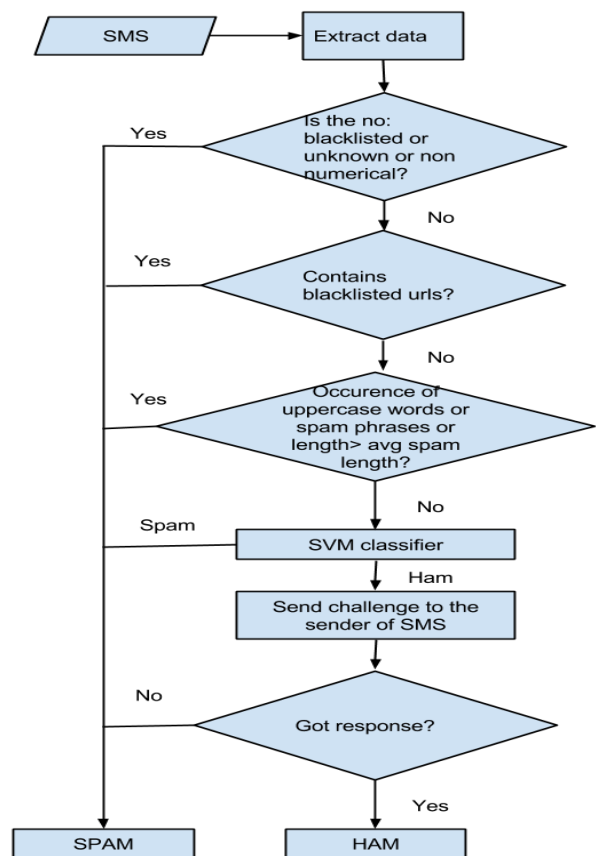 SMS
Extract data
Is the no:
blacklisted or
unknown or non
numerical?
Yes
No
Contains
blacklisted urls?
Yes
No
Occurence of
uppercase words or
spam phrases or
length> avg spam
length?
Yes
No
SVM classifier
Spam
Ham
Send challenge to the
sender of SMS
Got response?
No
Yes
SPAM
HAM